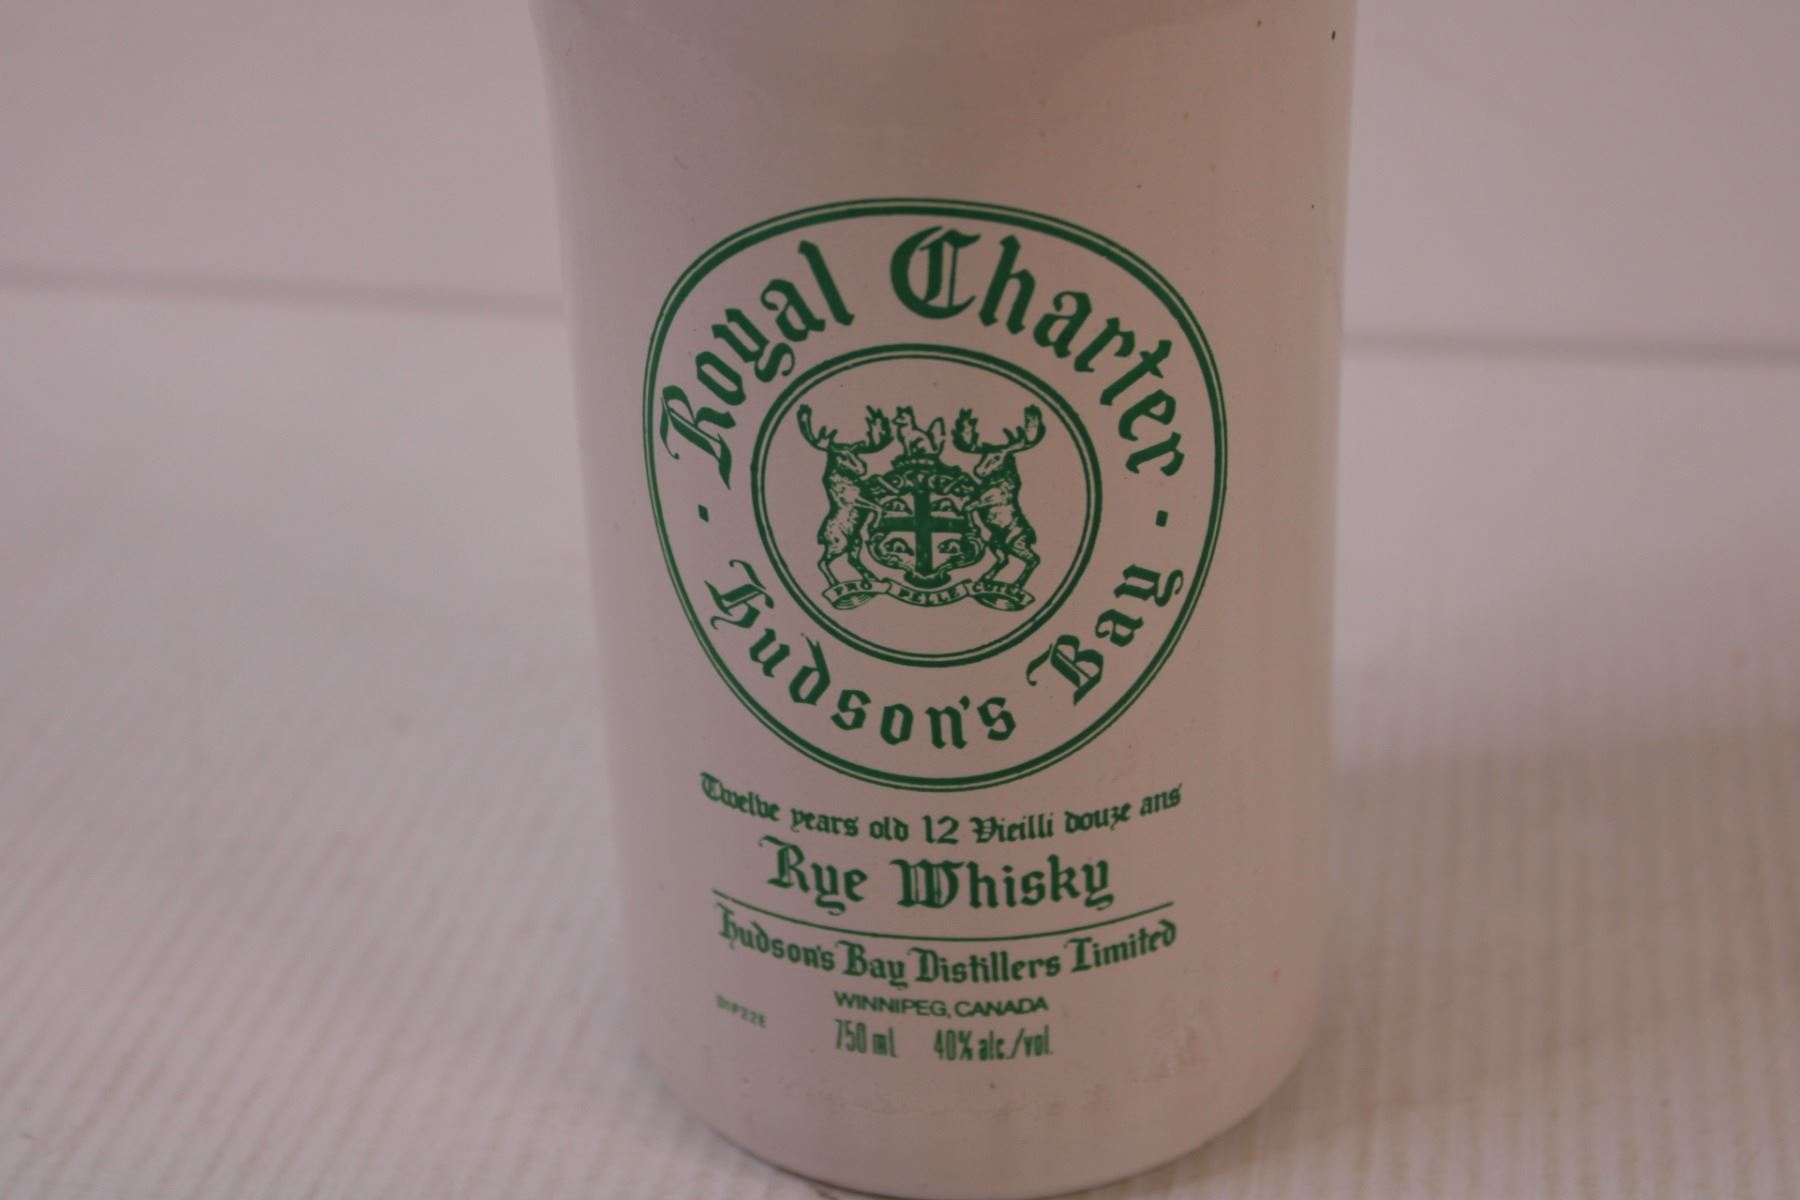 Royal Charter
PRO PELLE CUTEM
Hudson's Bay
Twelve years old 12 Vieilli douze ans
Rye Whisky
Hudson's Bay Distillers Limited
WINNIPEG, CANADA
750 ml 40% alc./vol.